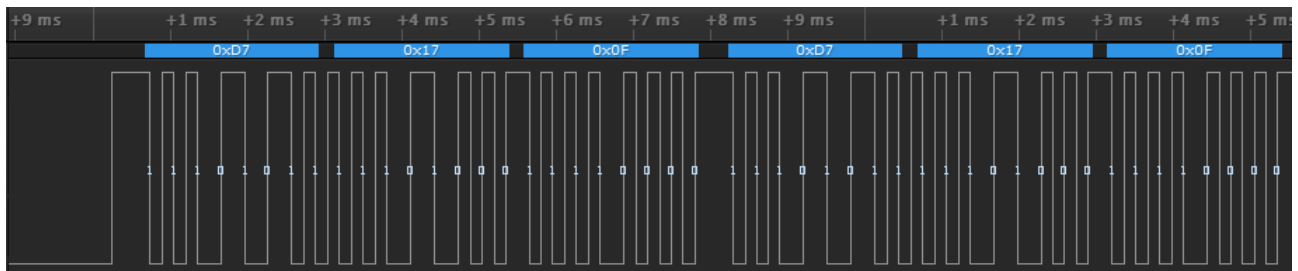 +9 ms +1 ms +2 ms +3 ms +4 ms +5 ms +6 ms +7 ms +8 ms +9 ms +1 ms +2 ms +3 ms +4 ms +5 ms
0xD7 0x17 0x0F 0xD7 0x17 0x0F
1 1 1 0 1 0 1 1 1 1 1 0 1 0 0 0 1 1 1 1 0 0 0 0 1 1 1 0 1 0 1 1 1 1 1 0 1 0 0 0 1 1 1 1 0 0 0 0